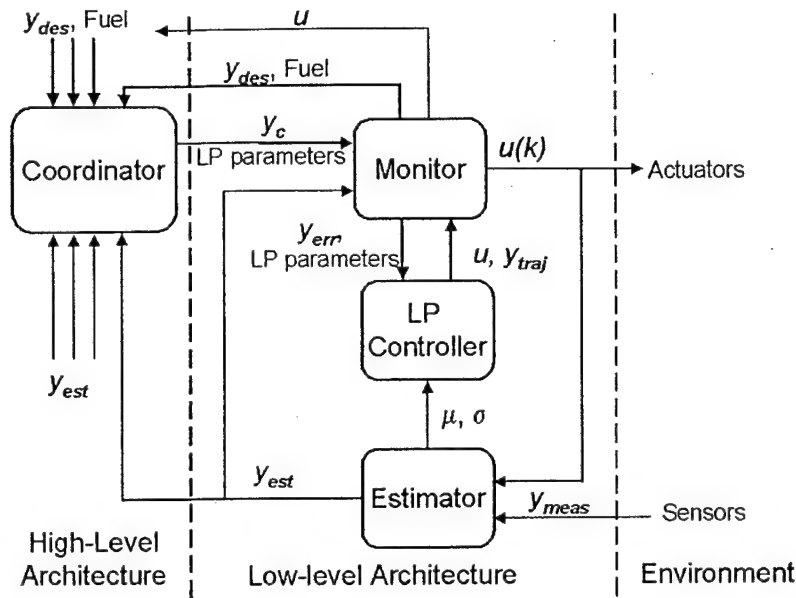 y_des, Fuel
u
y_des, Fuel
Coordinator
y_c
LP parameters
Monitor
u(k)
Actuators
y_err,
LP parameters
u, y_traj
LP
Controller
y_est
μ, σ
y_est
Estimator
y_meas
Sensors
High-Level
Architecture
Low-level Architecture
Environment